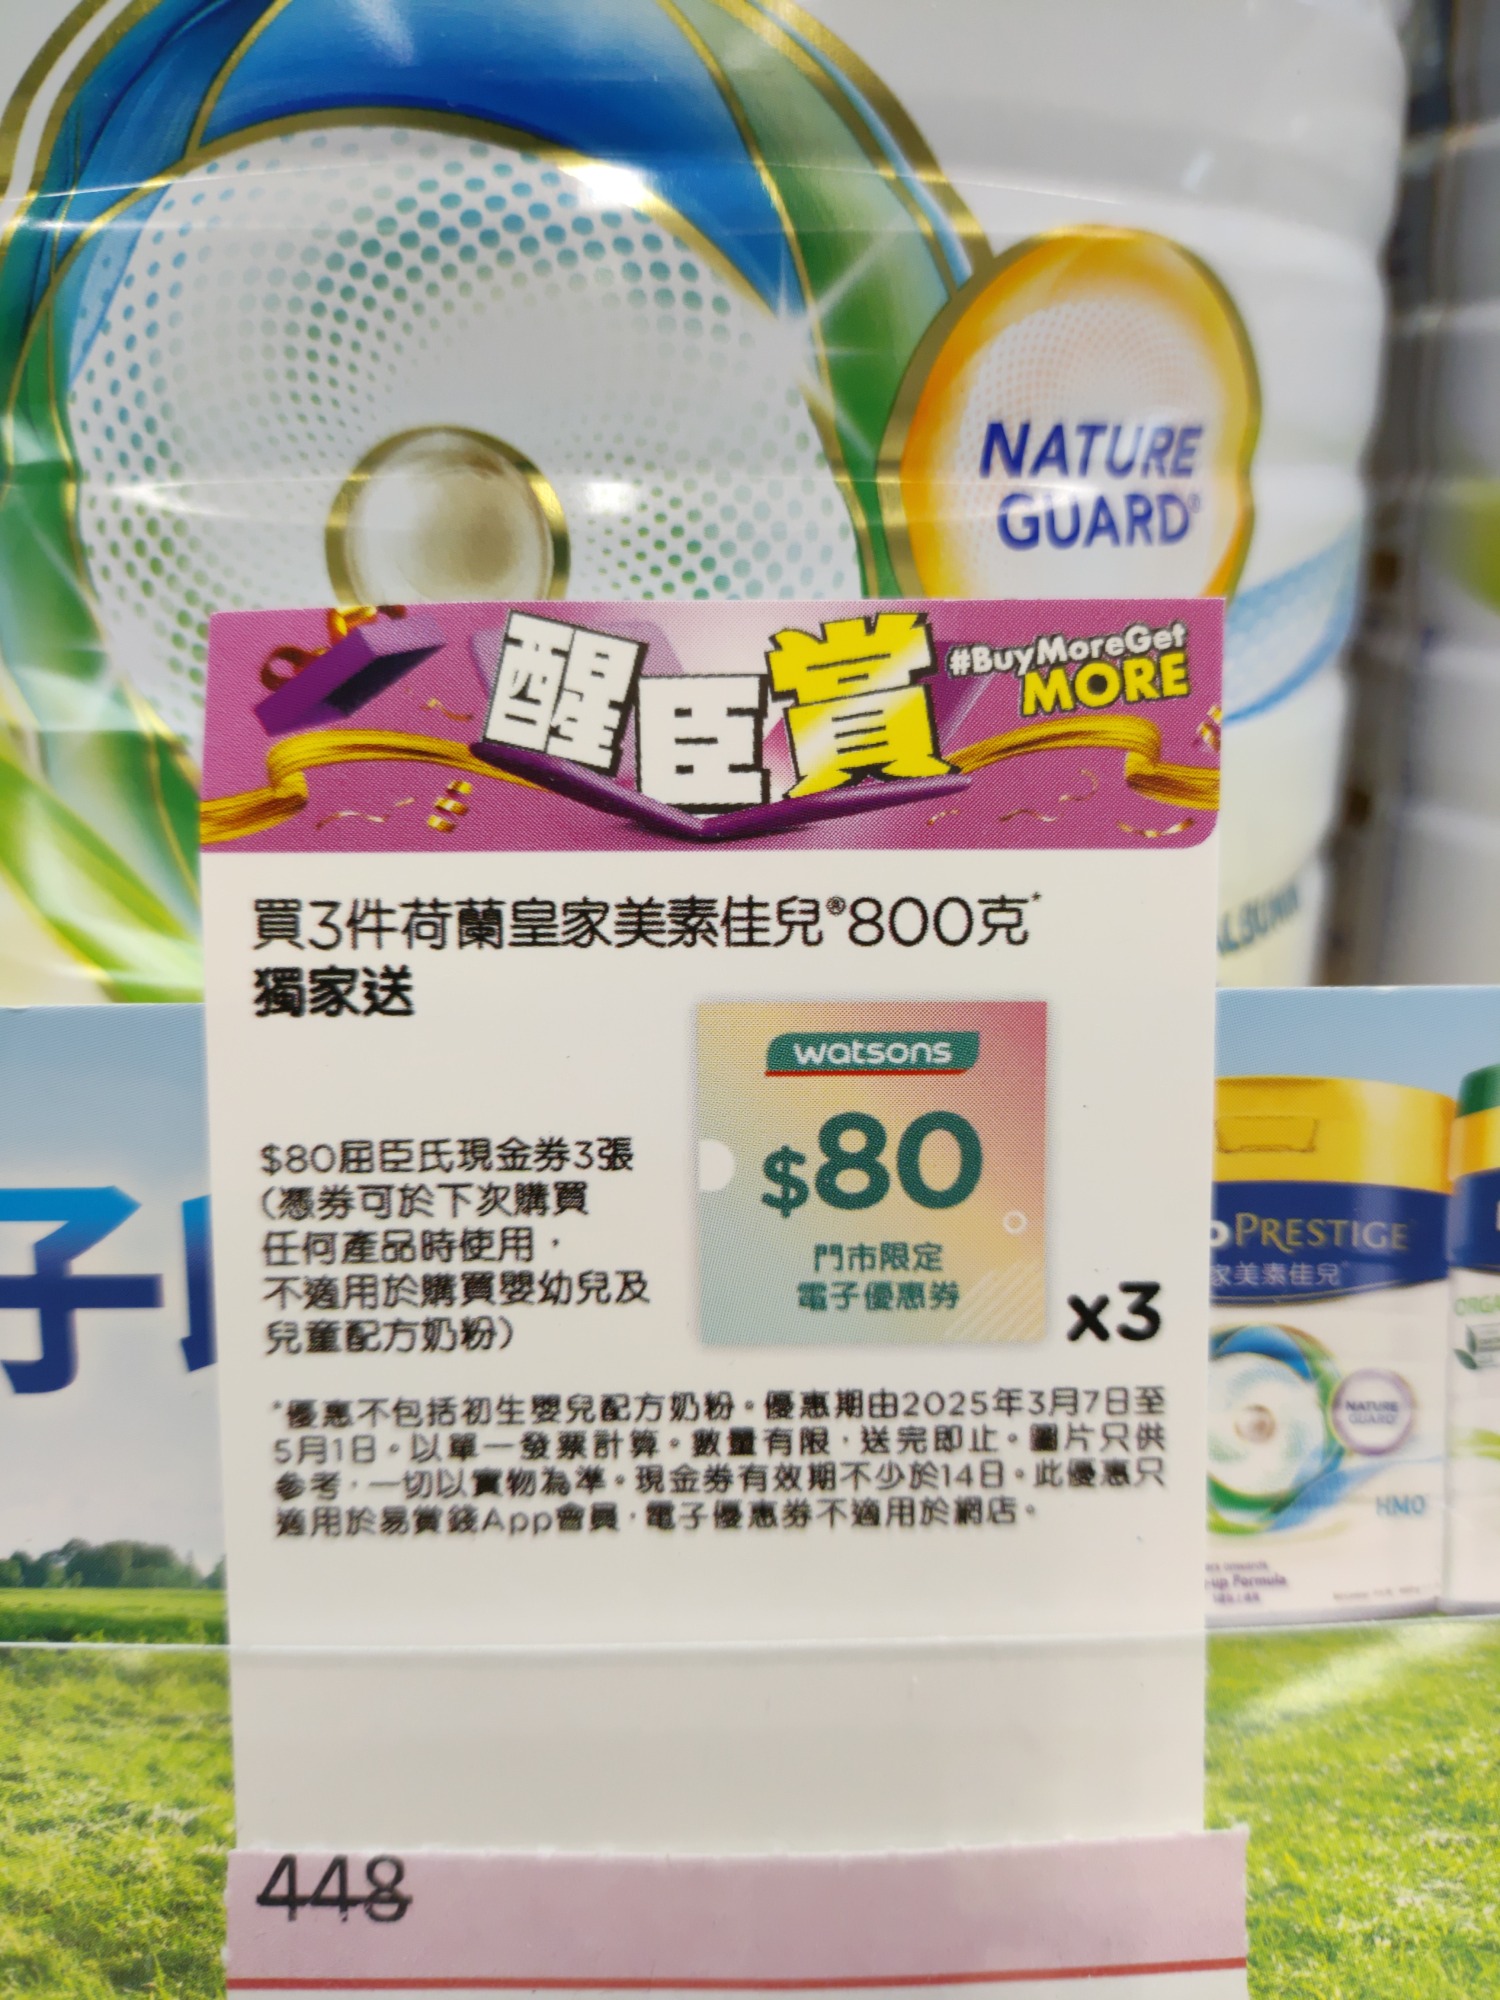 NATURE
GUARD®
醒臣賞
#BuyMoreGet
MORE
買3件荷蘭皇家美素佳兒®800克*
獨家送
watsons
$80
門市限定
電子優惠券
x3
$80屈臣氏現金券3張
(憑券可於下次購買
任何產品時使用，
不適用於購買嬰幼兒及
兒童配方奶粉)
*優惠不包括初生嬰兒配方奶粉。優惠期由2025年3月7日至
5月1日。以單一發票計算。數量有限，送完即止。圖片只供
參考，一切以實物為準。現金券有效期不少於14日。此優惠只
適用於易賞錢App會員，電子優惠券不適用於網店。
448
子
PRESTIGE
家美素佳兒
NATURE
GUARD
HMO